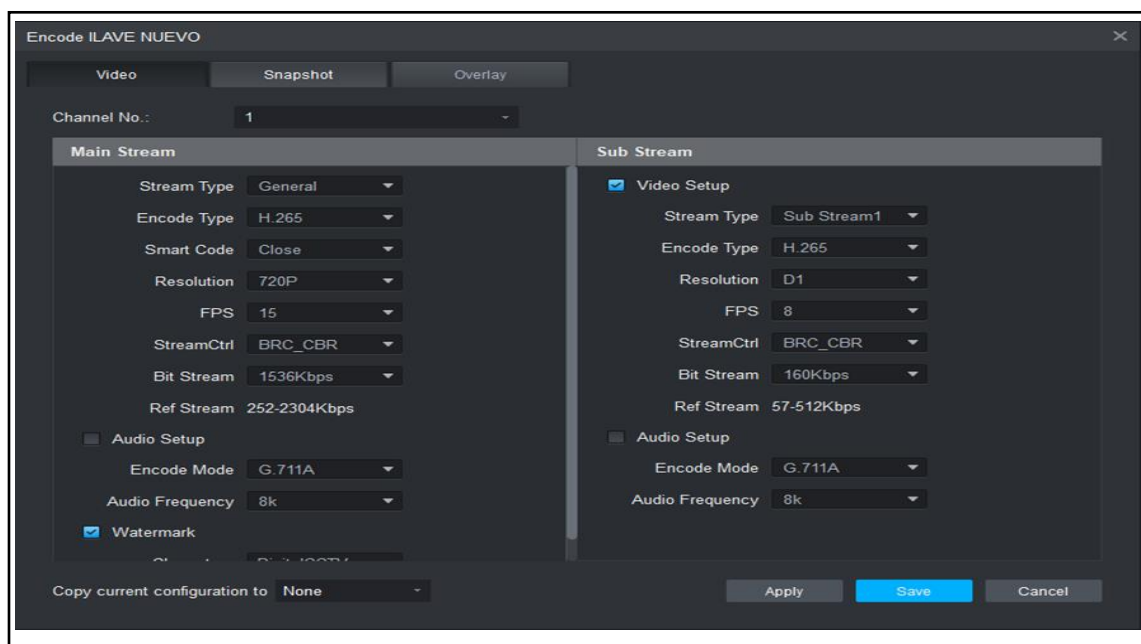 Encode ILAVE NUEVO
Video Snapshot Overlay
Channel No.: 1
Main Stream
Stream Type General
Encode Type H.265
Smart Code Close
Resolution 720P
FPS 15
StreamCtrl BRC_CBR
Bit Stream 1536Kbps
Ref Stream 252-2304Kbps
Audio Setup
Encode Mode G.711A
Audio Frequency 8k
Watermark
Sub Stream
Video Setup
Stream Type Sub Stream1
Encode Type H.265
Resolution D1
FPS 8
StreamCtrl BRC_CBR
Bit Stream 160Kbps
Ref Stream 57-512Kbps
Audio Setup
Encode Mode G.711A
Audio Frequency 8k
Copy current configuration to None
Apply Save Cancel